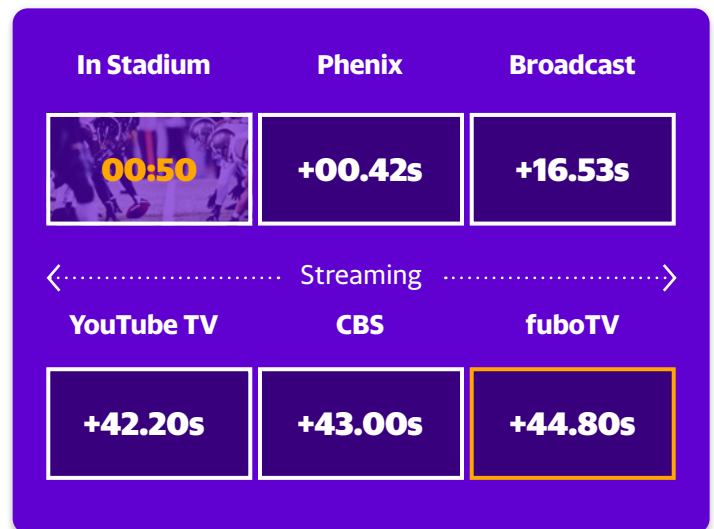 In Stadium Phenix Broadcast
00:50 +00.42s +16.53s
Streaming
YouTube TV CBS fuboTV
+42.20s +43.00s +44.80s